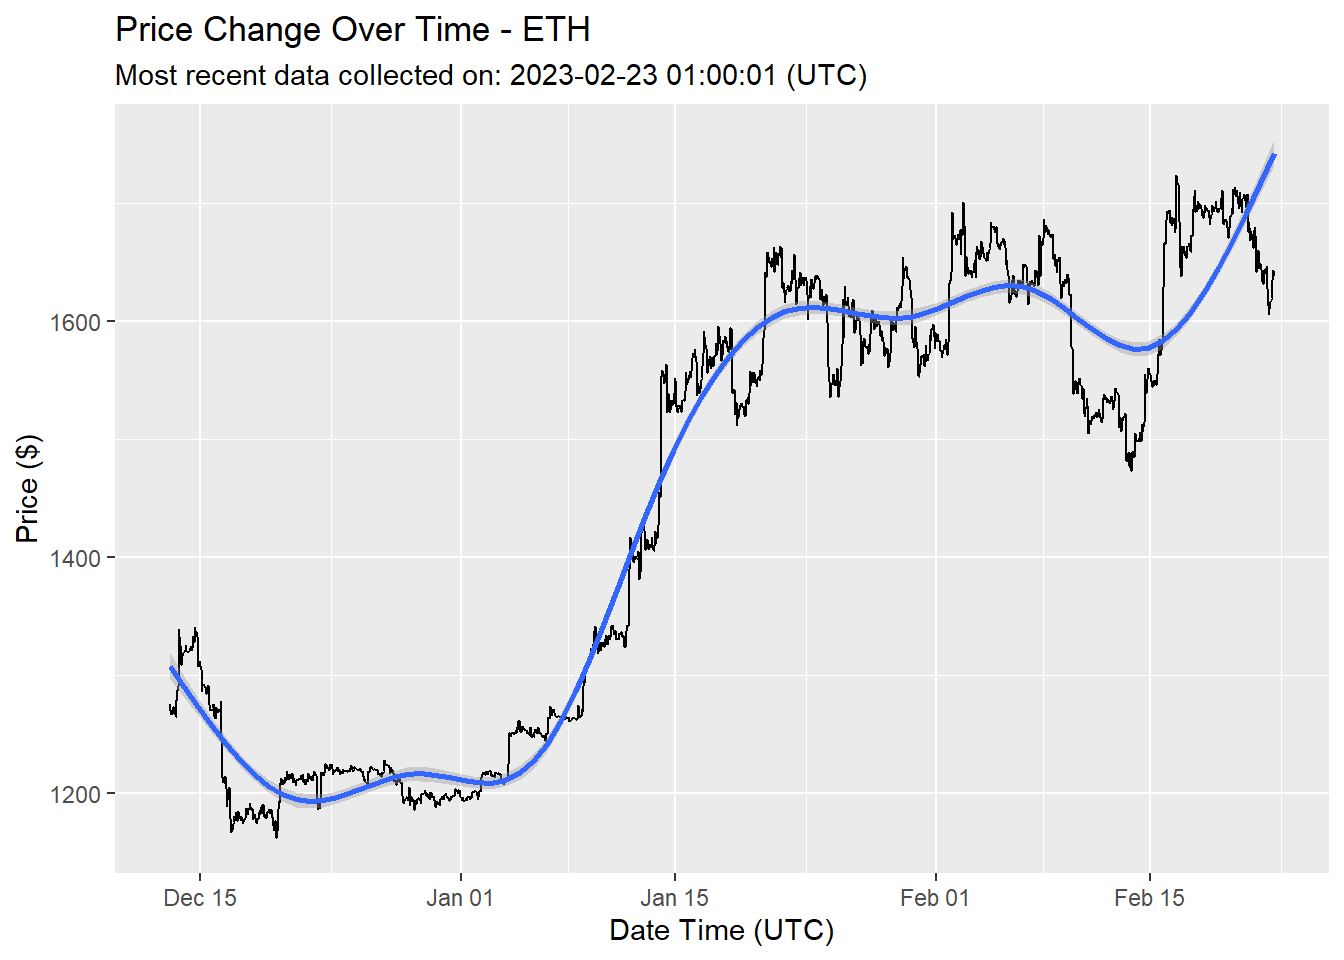 Price Change Over Time - ETH
Most recent data collected on: 2023-02-23 01:00:01 (UTC)
Price ($)
1600
1400
1200
Dec 15
Jan 01
Jan 15
Feb 01
Feb 15
Date Time (UTC)